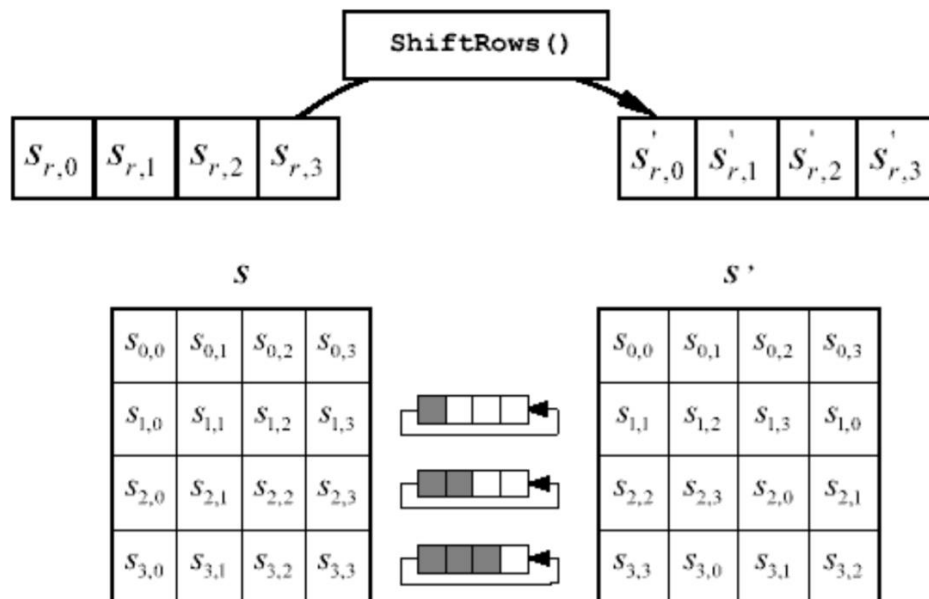 ShiftRows()
S_{r,0} S_{r,1} S_{r,2} S_{r,3} S'_{r,0} S'_{r,1} S'_{r,2} S'_{r,3}
S S'
S_{0,0} S_{0,1} S_{0,2} S_{0,3} S_{0,0} S_{0,1} S_{0,2} S_{0,3}
S_{1,0} S_{1,1} S_{1,2} S_{1,3} S_{1,1} S_{1,2} S_{1,3} S_{1,0}
S_{2,0} S_{2,1} S_{2,2} S_{2,3} S_{2,2} S_{2,3} S_{2,0} S_{2,1}
S_{3,0} S_{3,1} S_{3,2} S_{3,3} S_{3,3} S_{3,0} S_{3,1} S_{3,2}